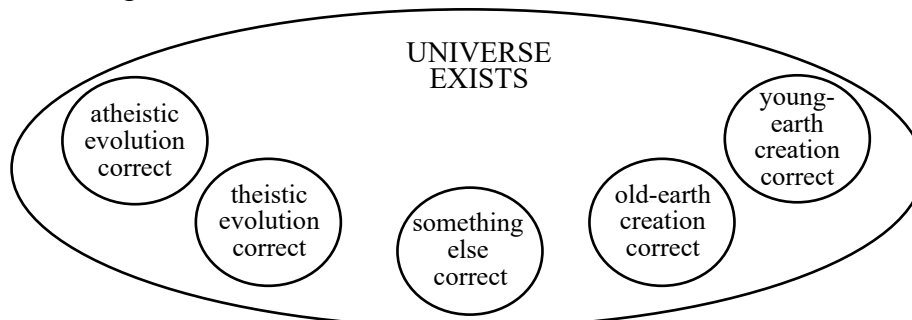 UNIVERSE
EXISTS
atheistic
evolution
correct
theistic
evolution
correct
something
else
correct
old-earth
creation
correct
young-
earth
creation
correct